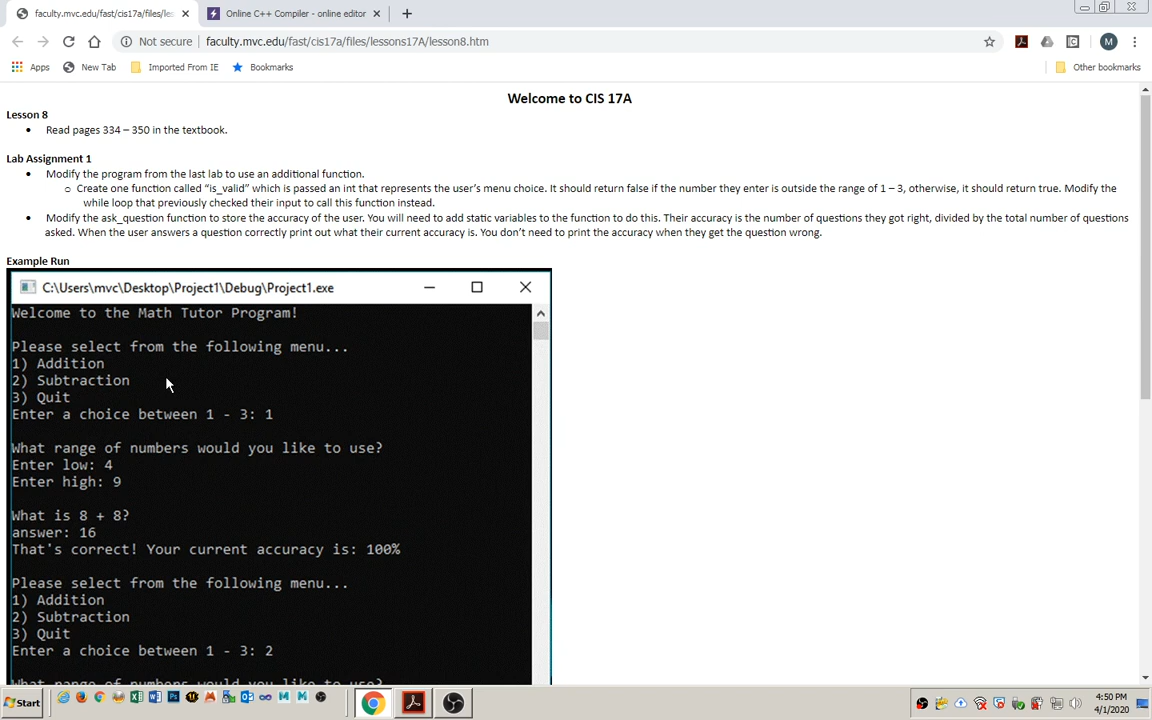 faculty.mvc.edu/fast/cis17a/files/les
Online C++ Compiler - online editor
Not secure
faculty.mvc.edu/fast/cis17a/files/lessons17A/lesson8.htm
M
Apps
New Tab
Imported From IE
Bookmarks
Other bookmarks
Welcome to CIS 17A
Lesson 8
• Read pages 334 – 350 in the textbook.
Lab Assignment 1
• Modify the program from the last lab to use an additional function.
o Create one function called “is_valid” which is passed an int that represents the user’s menu choice. It should return false if the number they enter is outside the range of 1 – 3, otherwise, it should return true. Modify the
while loop that previously checked their input to call this function instead.
• Modify the ask_question function to store the accuracy of the user. You will need to add static variables to the function to do this. Their accuracy is the number of questions they got right, divided by the total number of questions
asked. When the user answers a question correctly print out what their current accuracy is. You don’t need to print the accuracy when they get the question wrong.
Example Run
C:\Users\mvc\Desktop\Project1\Debug\Project1.exe
Welcome to the Math Tutor Program!
Please select from the following menu...
1) Addition
2) Subtraction
3) Quit
Enter a choice between 1 - 3: 1
What range of numbers would you like to use?
Enter low: 4
Enter high: 9
What is 8 + 8?
answer: 16
That's correct! Your current accuracy is: 100%
Please select from the following menu...
1) Addition
2) Subtraction
3) Quit
Enter a choice between 1 - 3: 2
What range of numbers would you like to use?
Start
4:50 PM
4/1/2020